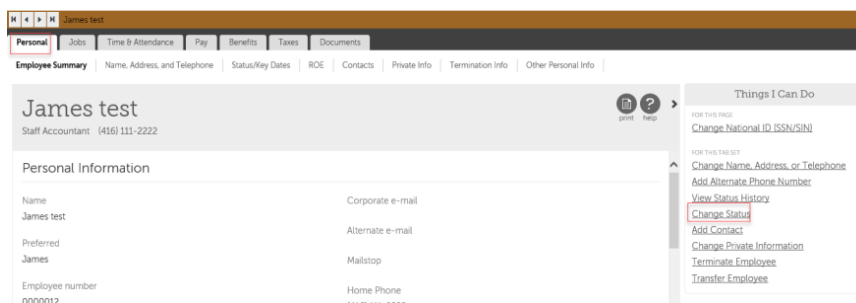 James test
Personal Jobs Time & Attendance Pay Benefits Taxes Documents
Employee Summary Name, Address, and Telephone Status/Key Dates ROE Contacts Private Info Termination Info Other Personal Info
James test
Staff Accountant (416) 111-2222
print help
Personal Information
Name
James test
Preferred
James
Employee number
0000012
Corporate e-mail
Alternate e-mail
Mailstop
Home Phone
Things I Can Do
FOR THIS PAGE
Change National ID (SSN/SIN)
FOR THIS TAB SET
Change Name, Address, or Telephone
Add Alternate Phone Number
View Status History
Change Status
Add Contact
Change Private Information
Terminate Employee
Transfer Employee